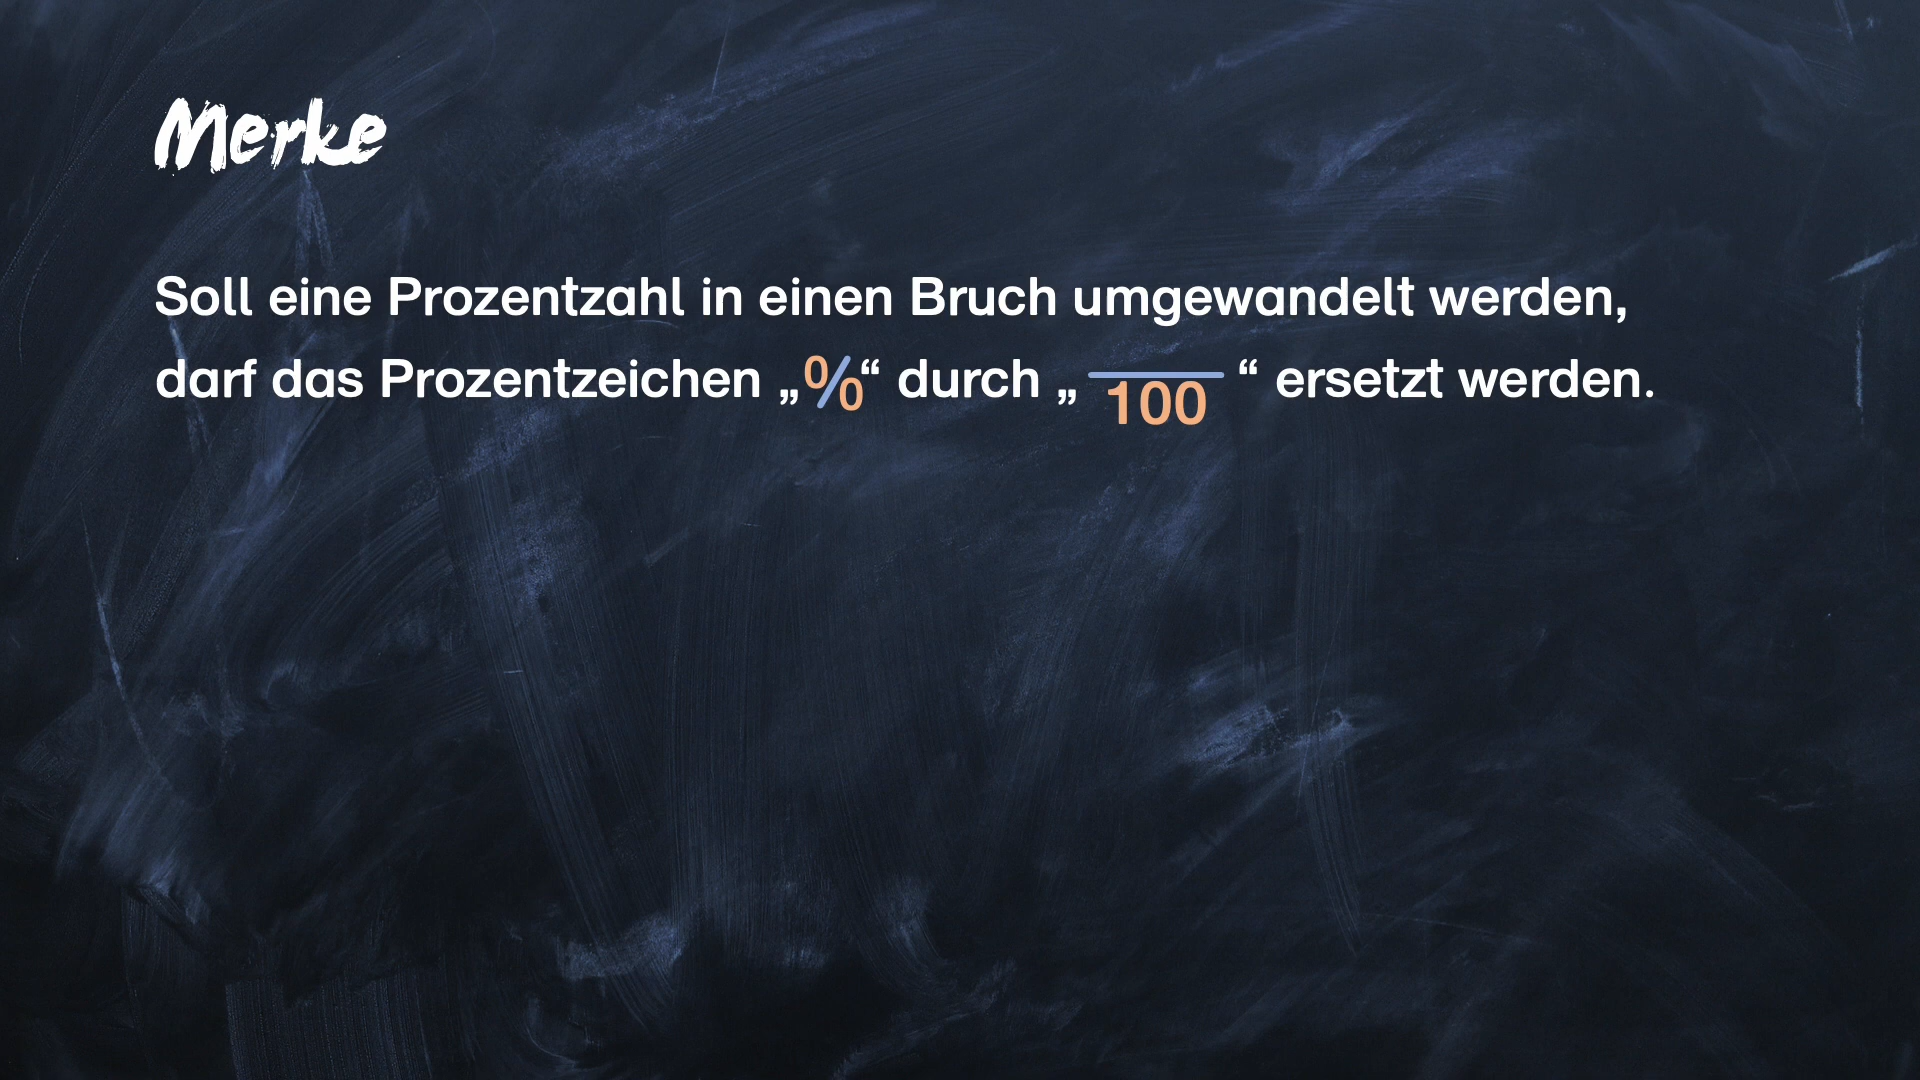 Merke
Soll eine Prozentzahl in einen Bruch umgewandelt werden,
darf das Prozentzeichen „%“ durch „ ―/100 “ ersetzt werden.